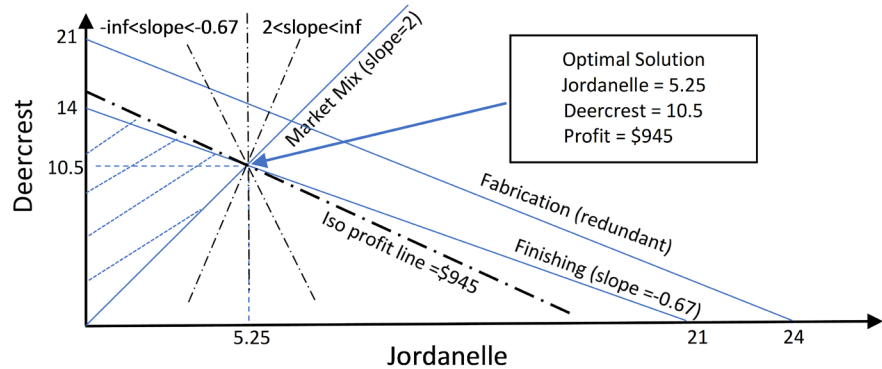 -inf<slope<-0.67
2<slope<inf
21
Market Mix (slope=2)
Optimal Solution
Jordanelle = 5.25
Deercrest = 10.5
Profit = $945
14
Deercrest
10.5
Fabrication (redundant)
Iso profit line =$945
Finishing (slope =-0.67)
5.25
21
24
Jordanelle